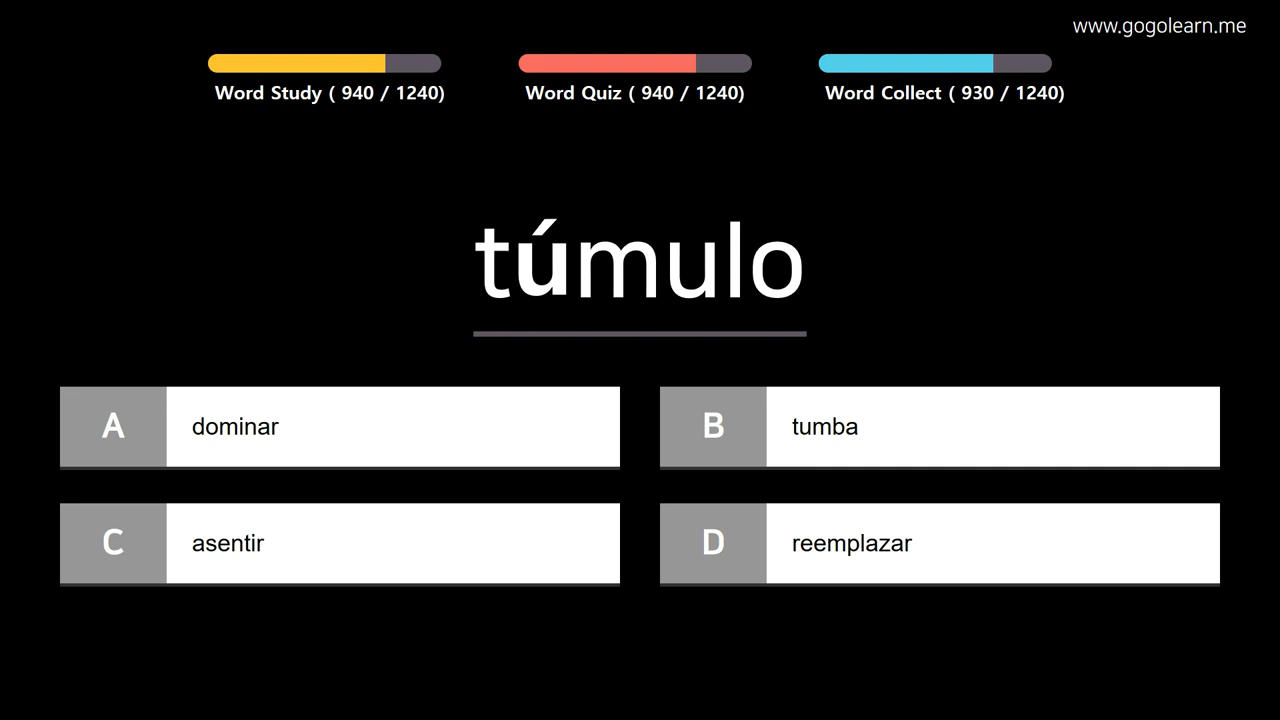 www.gogolearn.me
Word Study ( 940 / 1240)
Word Quiz ( 940 / 1240)
Word Collect ( 930 / 1240)
túmulo
A dominar
B tumba
C asentir
D reemplazar